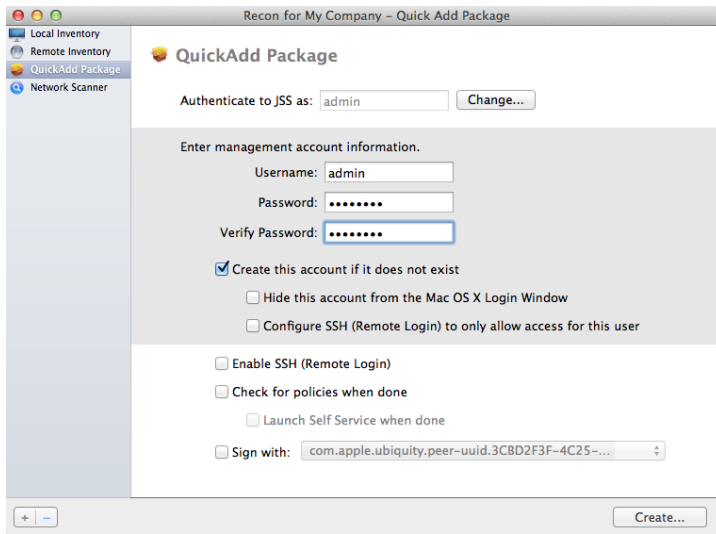 Recon for My Company – Quick Add Package
Local Inventory
Remote Inventory
QuickAdd Package
Network Scanner
QuickAdd Package
Authenticate to JSS as: admin Change...
Enter management account information.
Username: admin
Password: ••••••••
Verify Password: ••••••••
Create this account if it does not exist
Hide this account from the Mac OS X Login Window
Configure SSH (Remote Login) to only allow access for this user
Enable SSH (Remote Login)
Check for policies when done
Launch Self Service when done
Sign with: com.apple.ubiquity.peer-uuid.3CBD2F3F-4C25-...
+ − Create...